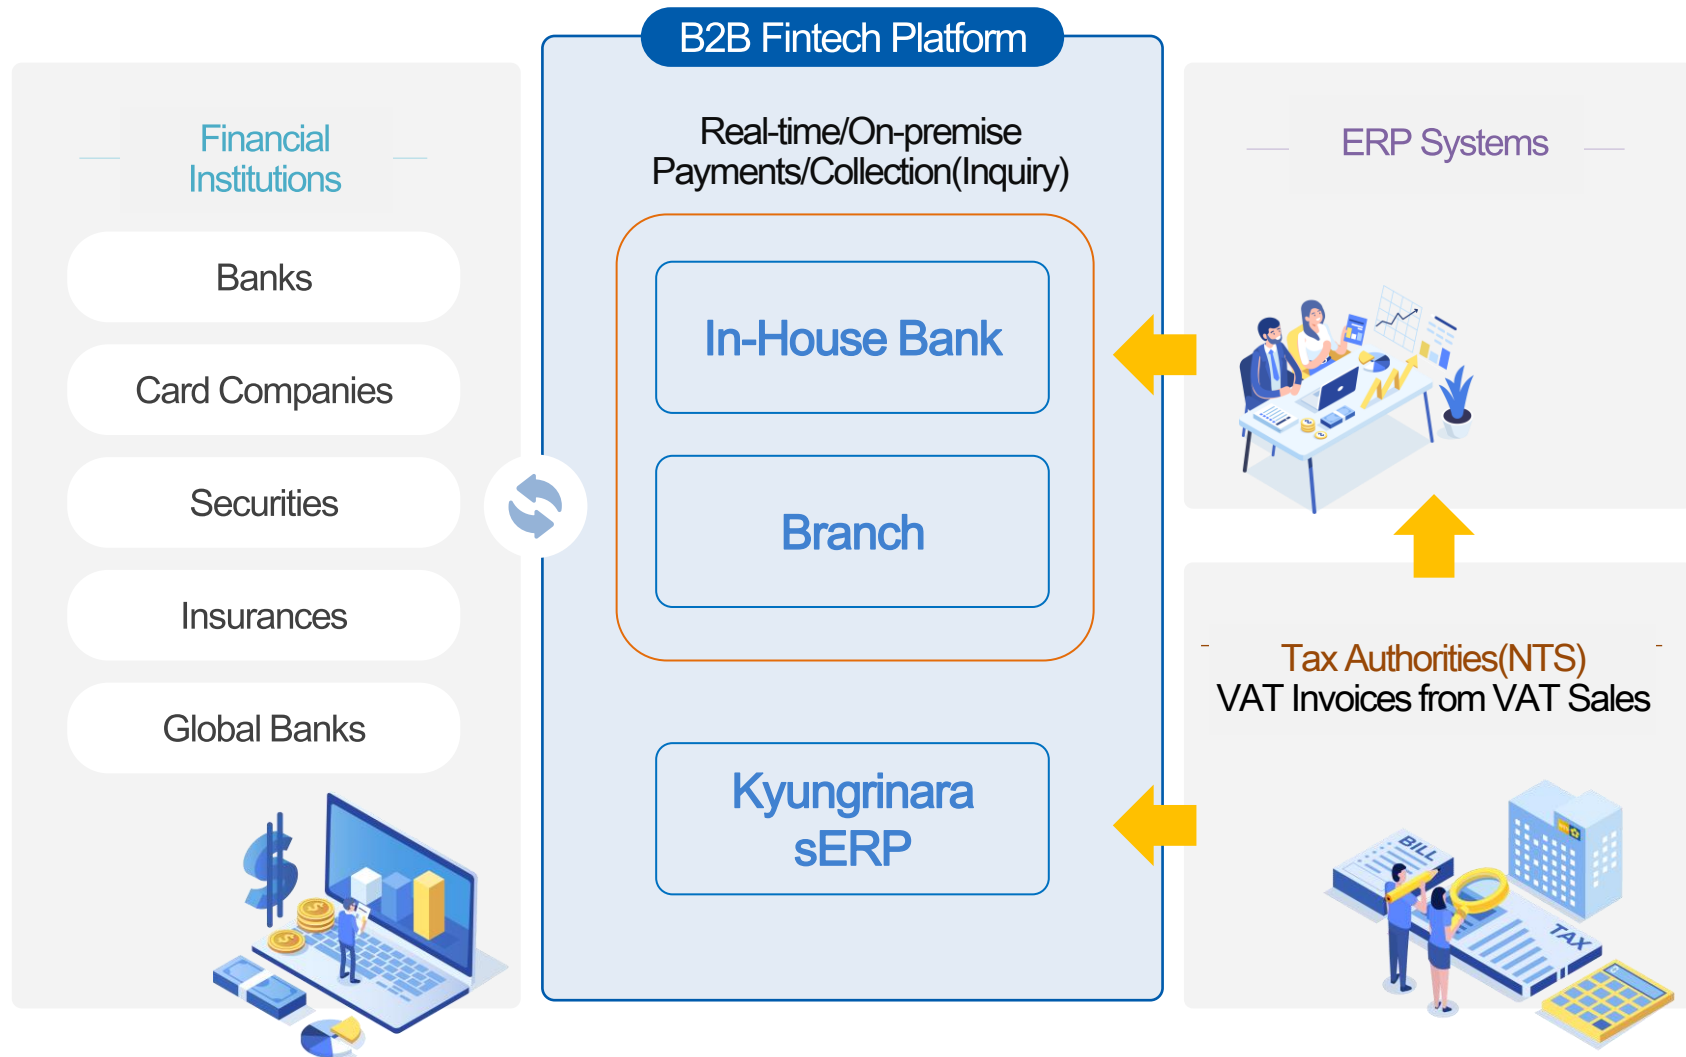 B2B Fintech Platform
Financial
Institutions
Banks
Card Companies
Securities
Insurances
Global Banks
Real-time/On-premise
Payments/Collection(Inquiry)
In-House Bank
Branch
Kyungrinara
sERP
ERP Systems
Tax Authorities(NTS)
VAT Invoices from VAT Sales
BILL
TAX